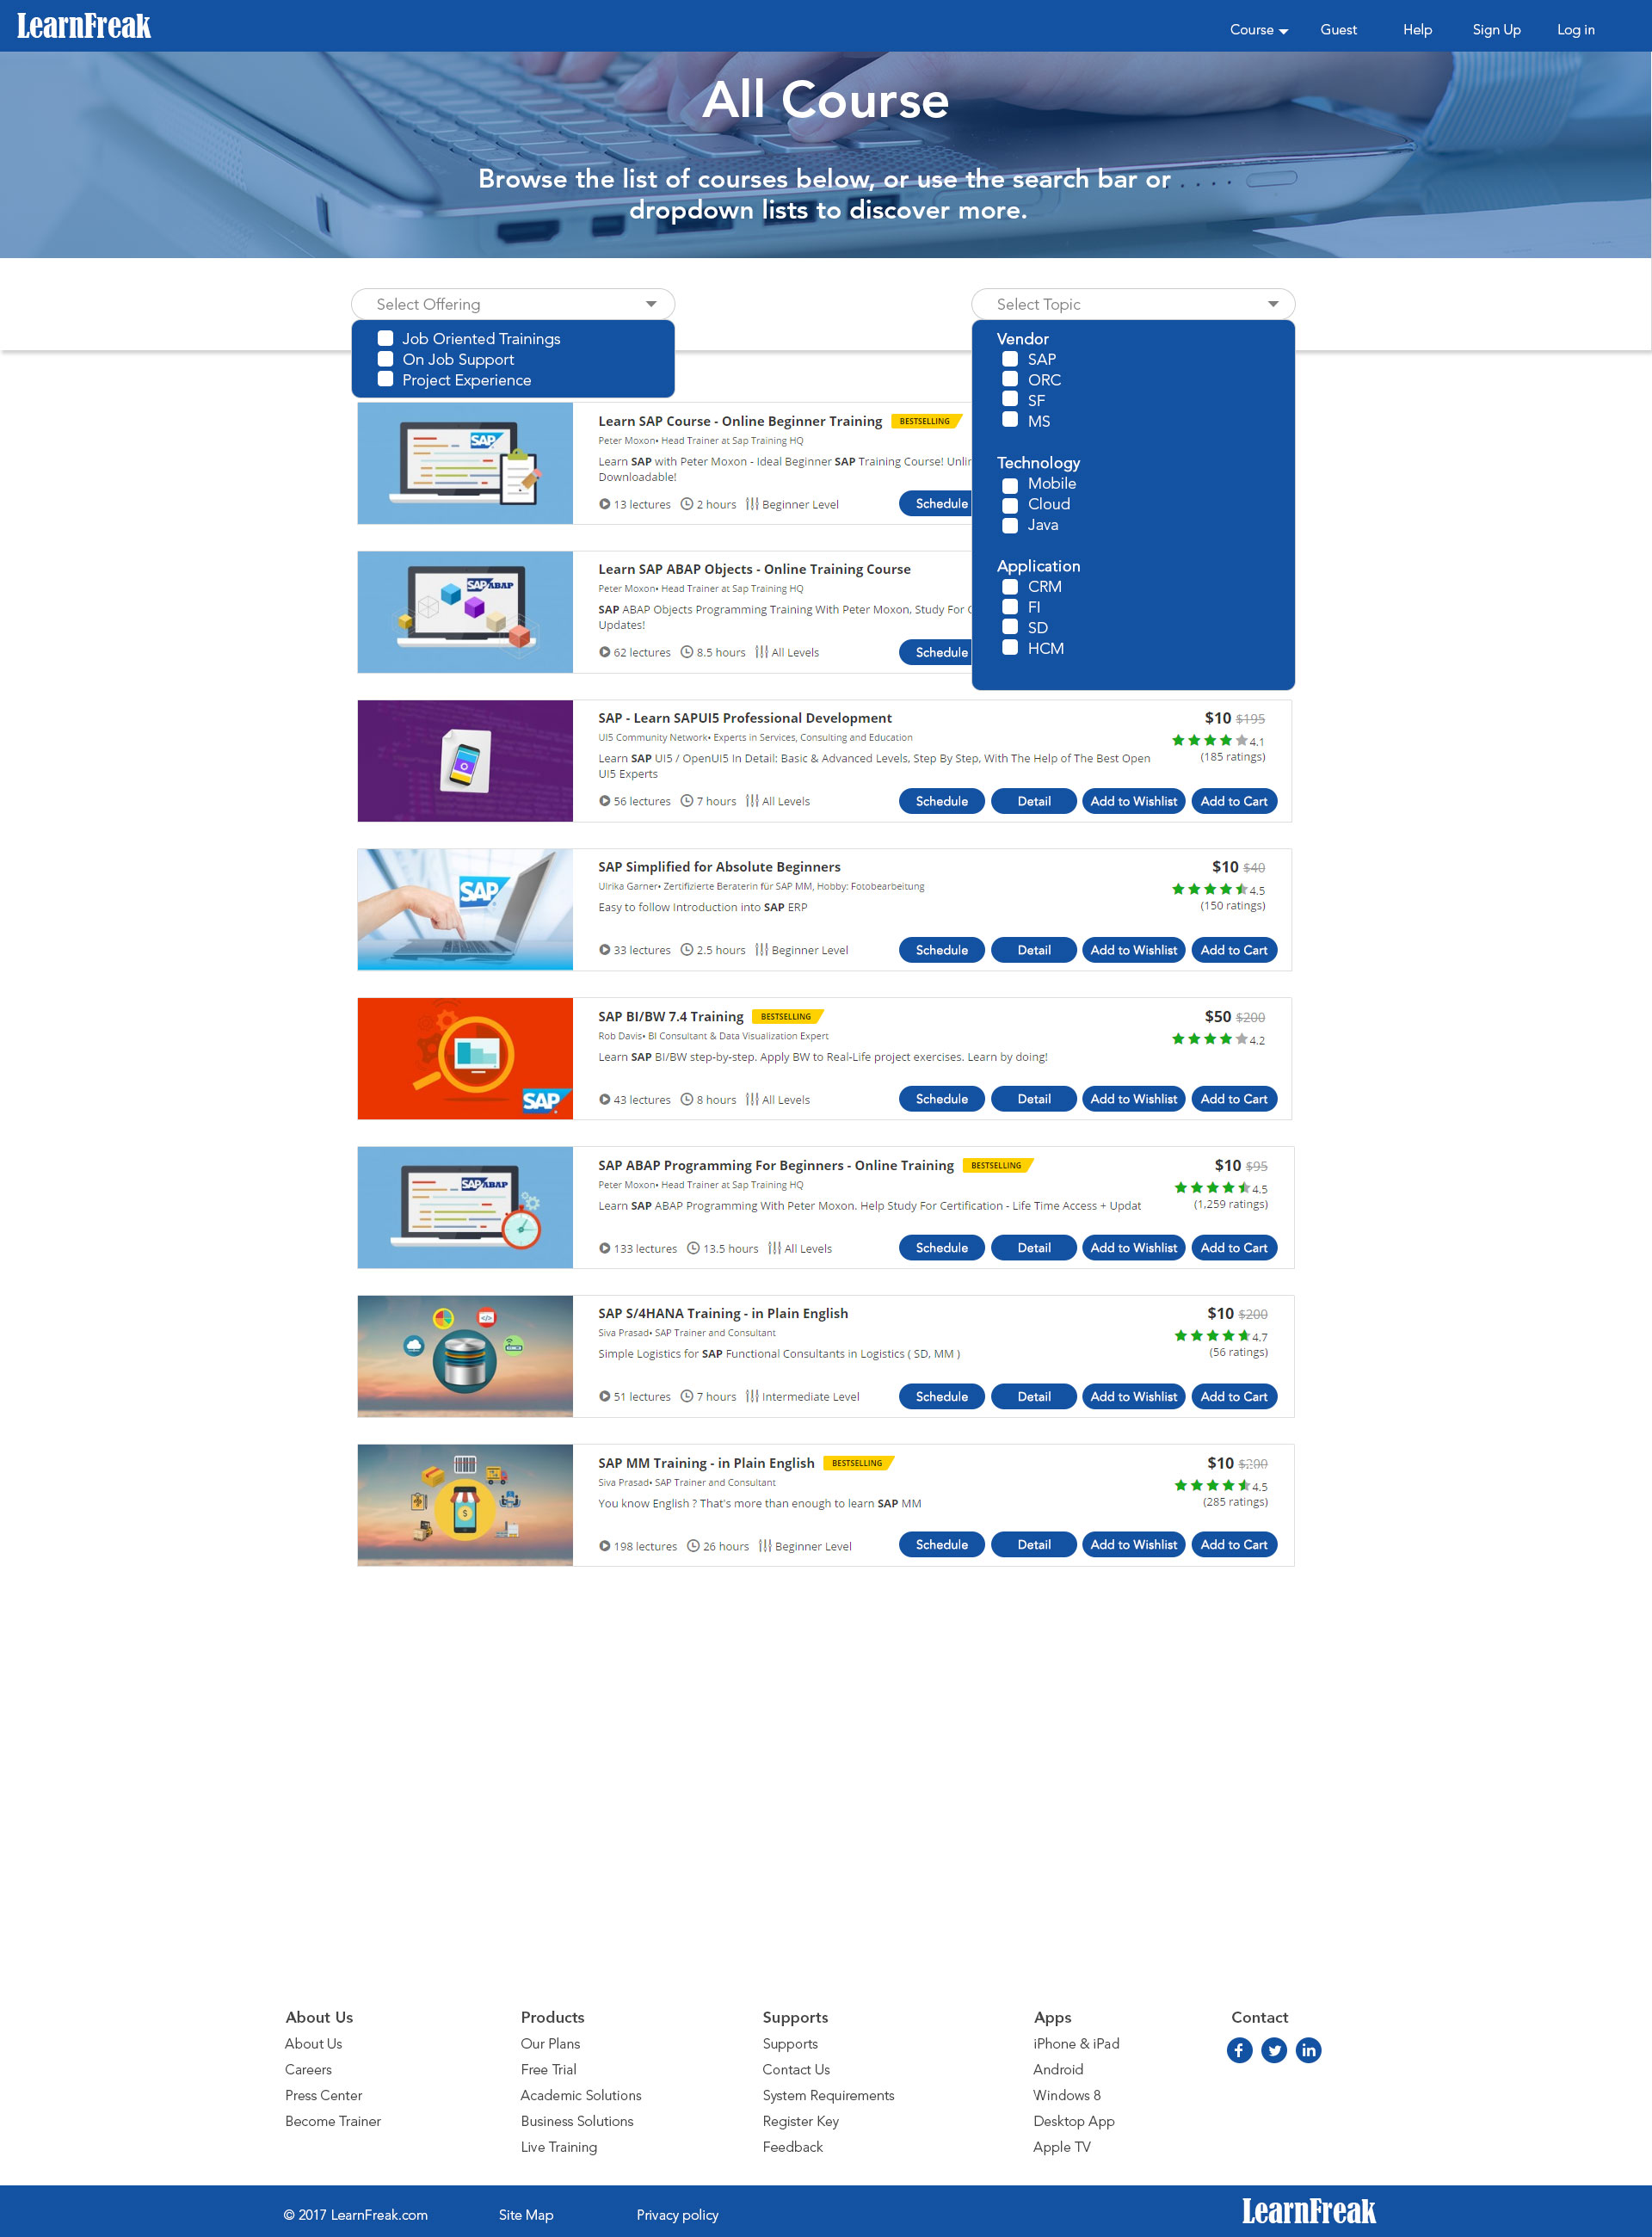 LearnFreak
Course
Guest
Help
Sign Up
Log in
All Course
Browse the list of courses below, or use the search bar or
dropdown lists to discover more.
Select Offering
Job Oriented Trainings
On Job Support
Project Experience
Select Topic
Vendor
SAP
ORC
SF
MS
Technology
Mobile
Cloud
Java
Application
CRM
FI
SD
HCM
SAP
Learn SAP Course - Online Beginner Training BESTSELLING
Peter Moxon• Head Trainer at Sap Training HQ
Learn SAP with Peter Moxon - Ideal Beginner SAP Training Course!
Downloadable!
13 lectures 2 hours Beginner Level
Schedule
SAP ABAP
Learn SAP ABAP Objects - Online Training Course
Peter Moxon• Head Trainer at Sap Training HQ
SAP ABAP Objects Programming Training With Peter Moxon, Study For
Updates!
62 lectures 8.5 hours All Levels
Schedule
SAP - Learn SAPUI5 Professional Development
UI5 Community Network• Experts in Services, Consulting and Education
Learn SAP UI5 / OpenUI5 In Detail: Basic & Advanced Levels, Step By Step, With The Help of The Best Open
UI5 Experts
56 lectures 7 hours All Levels
$10 $195
4.1
(185 ratings)
Schedule Detail Add to Wishlist Add to Cart
SAP
SAP Simplified for Absolute Beginners
Ulrika Garner• Zertifizierte Beraterin für SAP MM, Hobby: Fotobearbeitung
Easy to follow Introduction into SAP ERP
33 lectures 2.5 hours Beginner Level
$10 $40
4.5
(150 ratings)
Schedule Detail Add to Wishlist Add to Cart
SAP
SAP BI/BW 7.4 Training BESTSELLING
Rob Davis• BI Consultant & Data Visualization Expert
Learn SAP BI/BW step-by-step. Apply BW to Real-Life project exercises. Learn by doing!
43 lectures 8 hours All Levels
$50 $200
4.2
Schedule Detail Add to Wishlist Add to Cart
SAP ABAP
SAP ABAP Programming For Beginners - Online Training BESTSELLING
Peter Moxon• Head Trainer at Sap Training HQ
Learn SAP ABAP Programming With Peter Moxon. Help Study For Certification - Life Time Access + Updat
133 lectures 13.5 hours All Levels
$10 $95
4.5
(1,259 ratings)
Schedule Detail Add to Wishlist Add to Cart
SAP S/4HANA Training - in Plain English
Siva Prasad• SAP Trainer and Consultant
Simple Logistics for SAP Functional Consultants in Logistics ( SD, MM )
51 lectures 7 hours Intermediate Level
$10 $200
4.7
(56 ratings)
Schedule Detail Add to Wishlist Add to Cart
SAP MM Training - in Plain English BESTSELLING
Siva Prasad• SAP Trainer and Consultant
You know English ? That's more than enough to learn SAP MM
198 lectures 26 hours Beginner Level
$10 $200
4.5
(285 ratings)
Schedule Detail Add to Wishlist Add to Cart
About Us
About Us
Careers
Press Center
Become Trainer
Products
Our Plans
Free Trial
Academic Solutions
Business Solutions
Live Training
Supports
Supports
Contact Us
System Requirements
Register Key
Feedback
Apps
iPhone & iPad
Android
Windows 8
Desktop App
Apple TV
Contact
© 2017 LearnFreak.com
Site Map
Privacy policy
LearnFreak